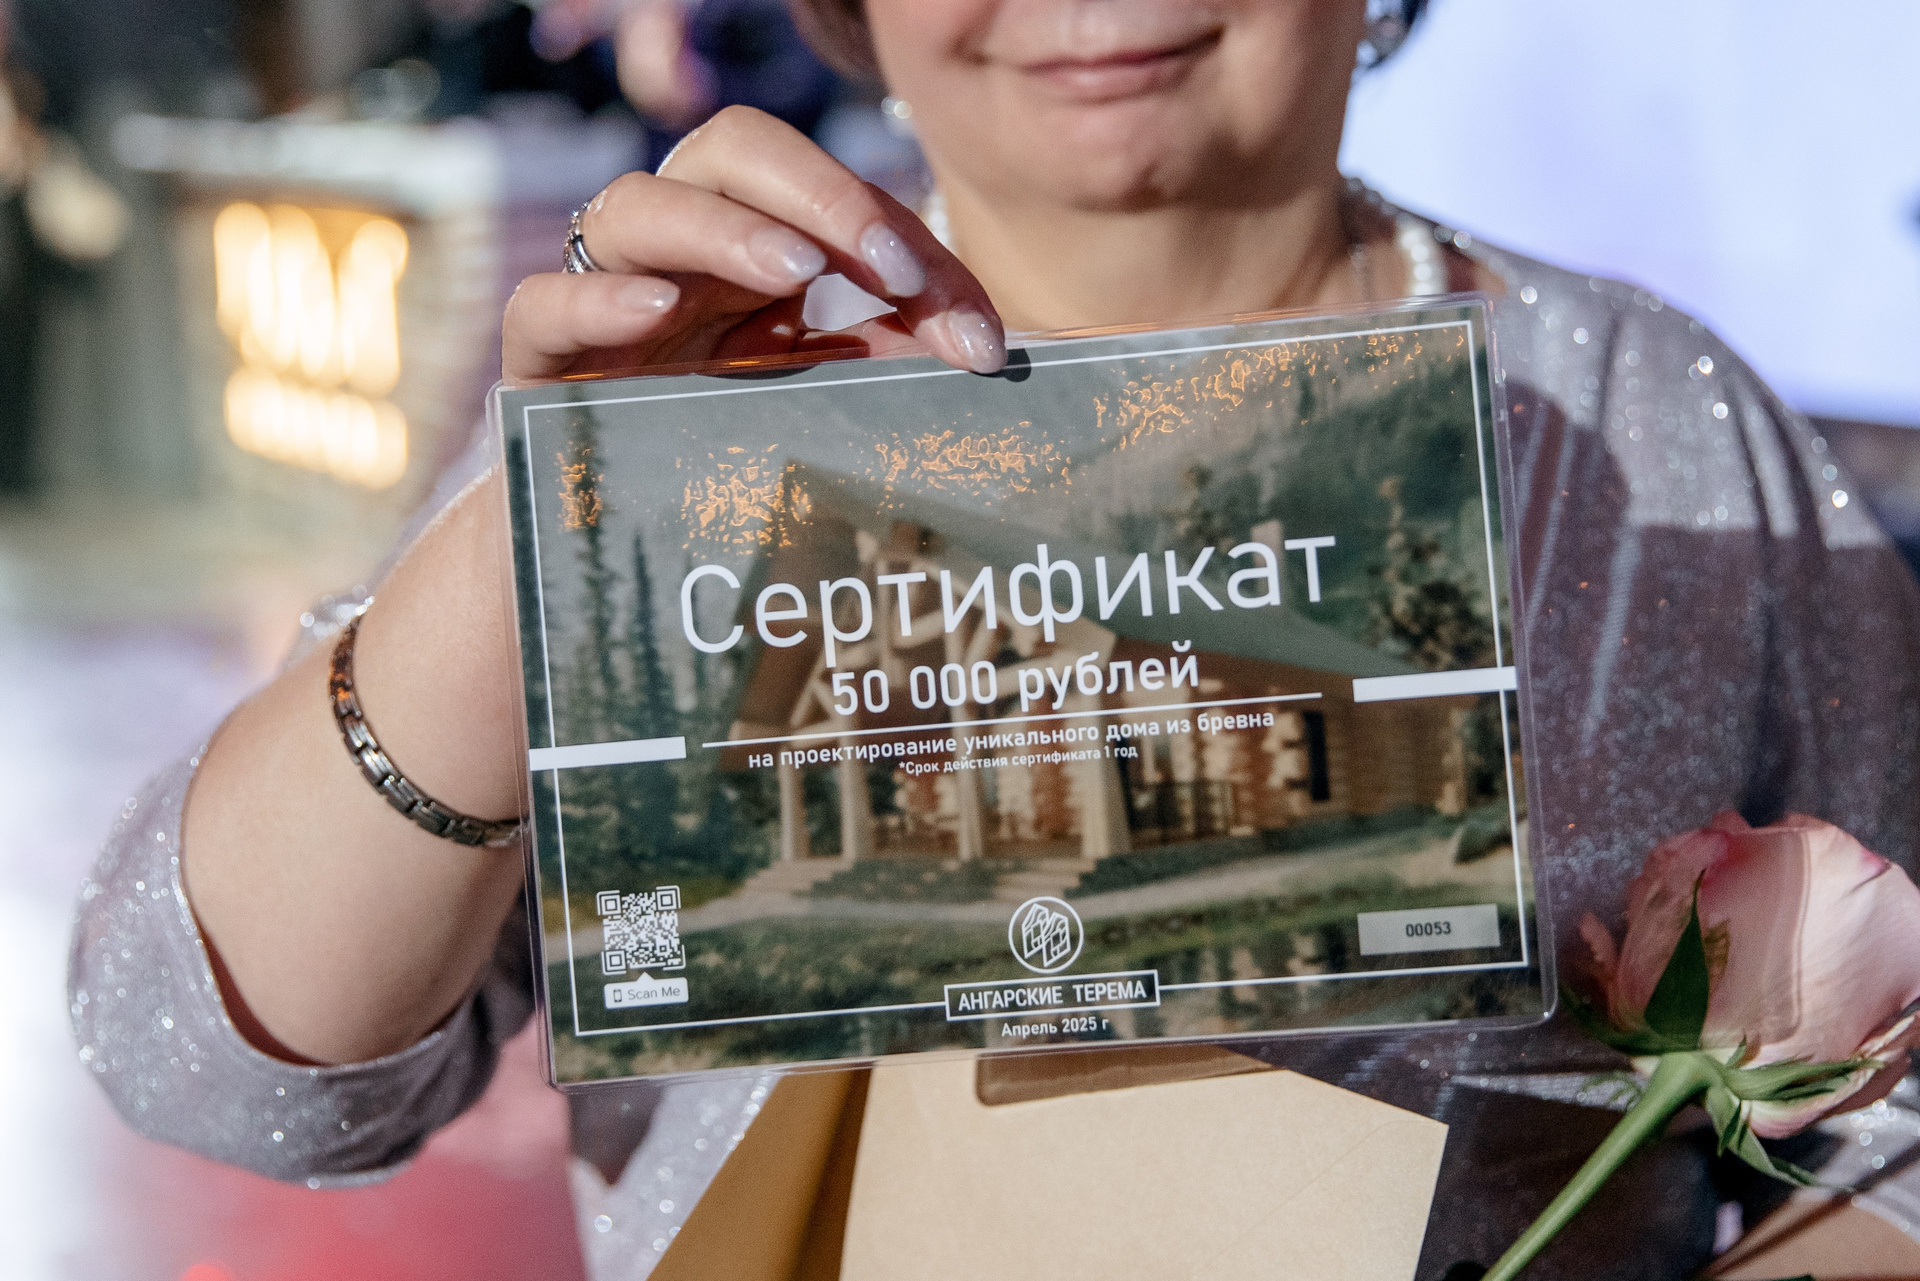 Сертификат
50 000 рублей
на проектирование уникального дома из бревна
*Срок действия сертификата 1 год
Scan Me
00053
АНГАРСКИЕ ТЕРЕМА
Апрель 2025 г